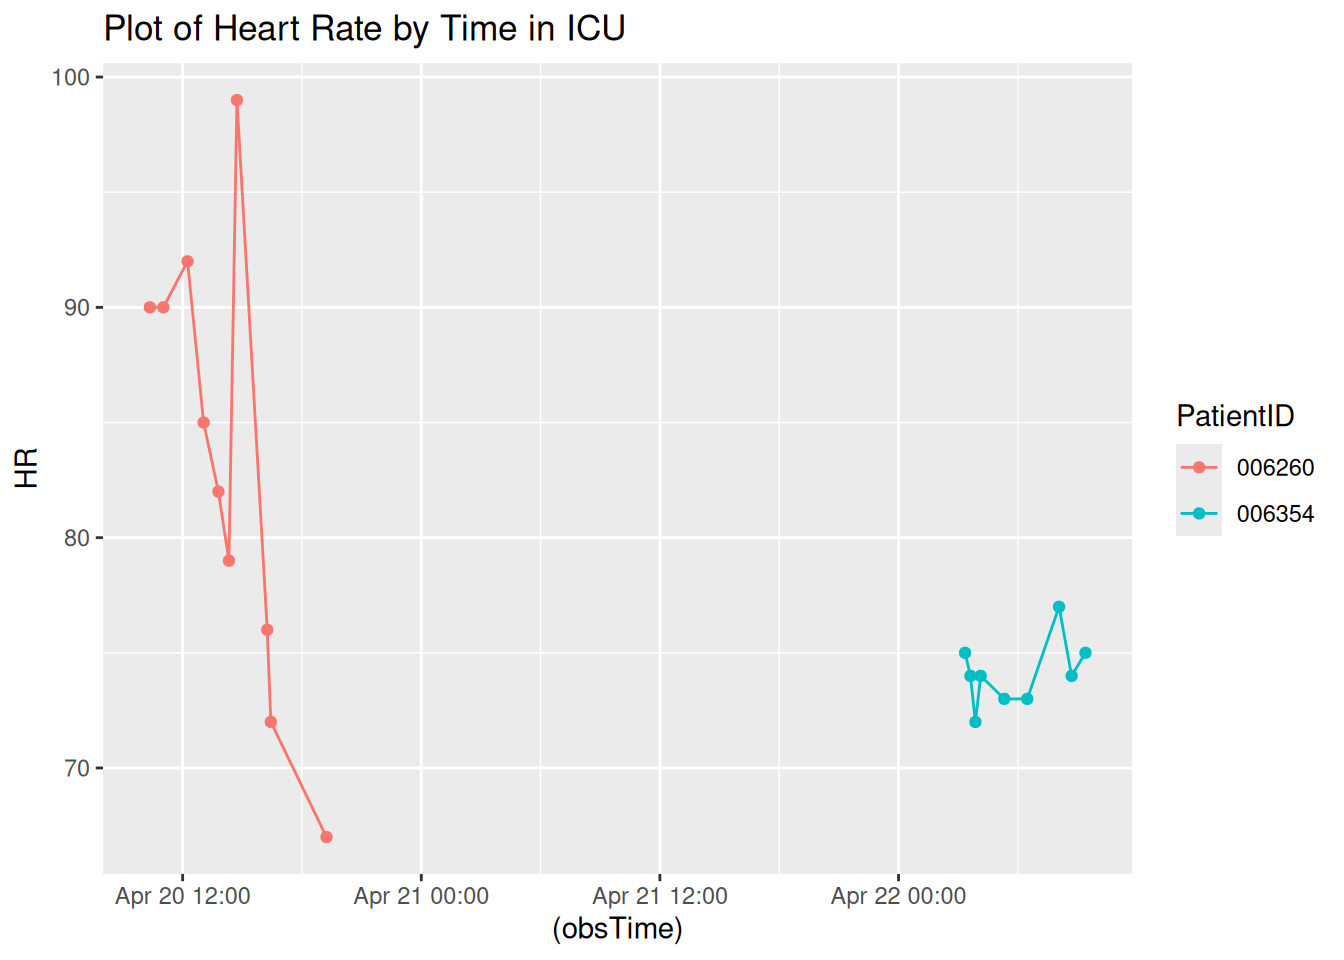 Plot of Heart Rate by Time in ICU
100
90
80
70
HR
Apr 20 12:00
Apr 21 00:00
Apr 21 12:00
Apr 22 00:00
(obsTime)
PatientID
006260
006354